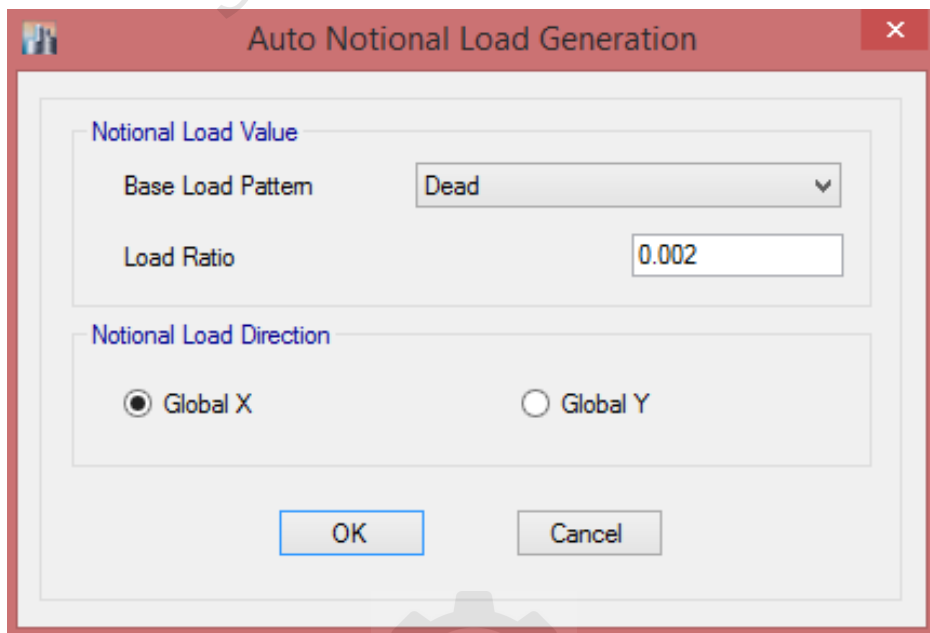 Auto Notional Load Generation
Notional Load Value
Base Load Pattern Dead
Load Ratio 0.002
Notional Load Direction
Global X Global Y
OK Cancel